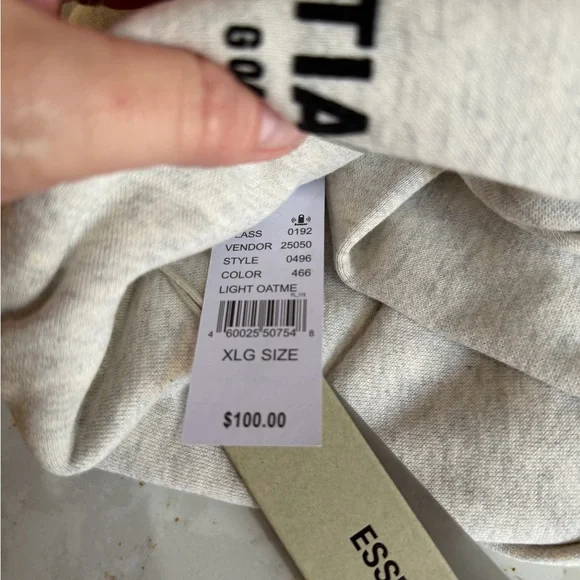 TIA
G
LASS 0192
VENDOR 25050
STYLE 0496
COLOR 466
LIGHT OATME
4 60025 50754 8
XLG SIZE
$100.00
ESS